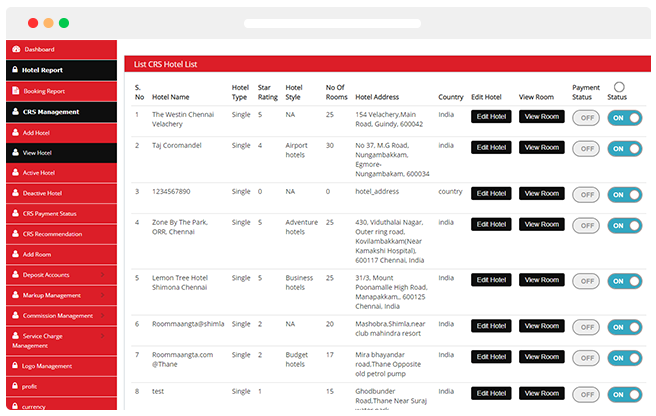 Dashboard
Hotel Report
Booking Report
CRS Management
Add Hotel
View Hotel
Active Hotel
Deactive Hotel
CRS Payment Status
CRS Recommendation
Add Room
Deposit Accounts
Markup Management
Commission Management
Service Charge
Management
Logo Management
profit
currency
List CRS Hotel List
S. No Hotel Name Hotel Type Star Rating Hotel Style No Of Rooms Hotel Address Country Edit Hotel View Room Payment Status Status
1 The Westin Chennai Single 5 NA 25 154 Velachery,Main india Edit Hotel View Room OFF ON
Velachery Road, Guindy, 600042
2 Taj Coromandel Single 4 Airport 30 No 37, M.G Road, india Edit Hotel View Room OFF ON
hotels Nungambakkam,
Egmore-
Nungambakam, 600034
3 1234567890 Single 0 NA 0 hotel_address country Edit Hotel View Room OFF ON
4 Zone By The Park, Single 5 Adventure 25 430, Viduthalai Nagar, india Edit Hotel View Room OFF ON
ORR, Chennai hotels Outer ring road,
Kovilambakkam(Near
Kamakshi Hospital),
600117 Chennai, India
5 Lemon Tree Hotel Single 5 Business 25 31/3, Mount india Edit Hotel View Room OFF ON
Shimona Chennai hotels Poonamalle High Road,
Manapakkam,, 600125
Chennai, India
6 Roommaangta@shimla Single 2 NA 20 Mashobra,Shimla,near india Edit Hotel View Room OFF ON
club mahindra resort
7 Roommaangta.com Single 2 Budget 17 Mira bhayandar india Edit Hotel View Room OFF ON
@Thane hotels road,Thane Opposite
old petrol pump
8 test Single 1 15 Ghodbunder india Edit Hotel View Room OFF ON
Road,Thane Near Suraj